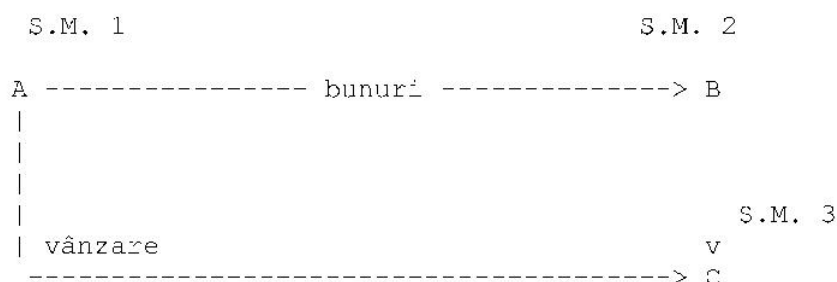 S.M. 1 S.M. 2
A ---------------- bunuri --------------> B
|
|
|
| S.M. 3
| vânzare v
----------------------------------------> C